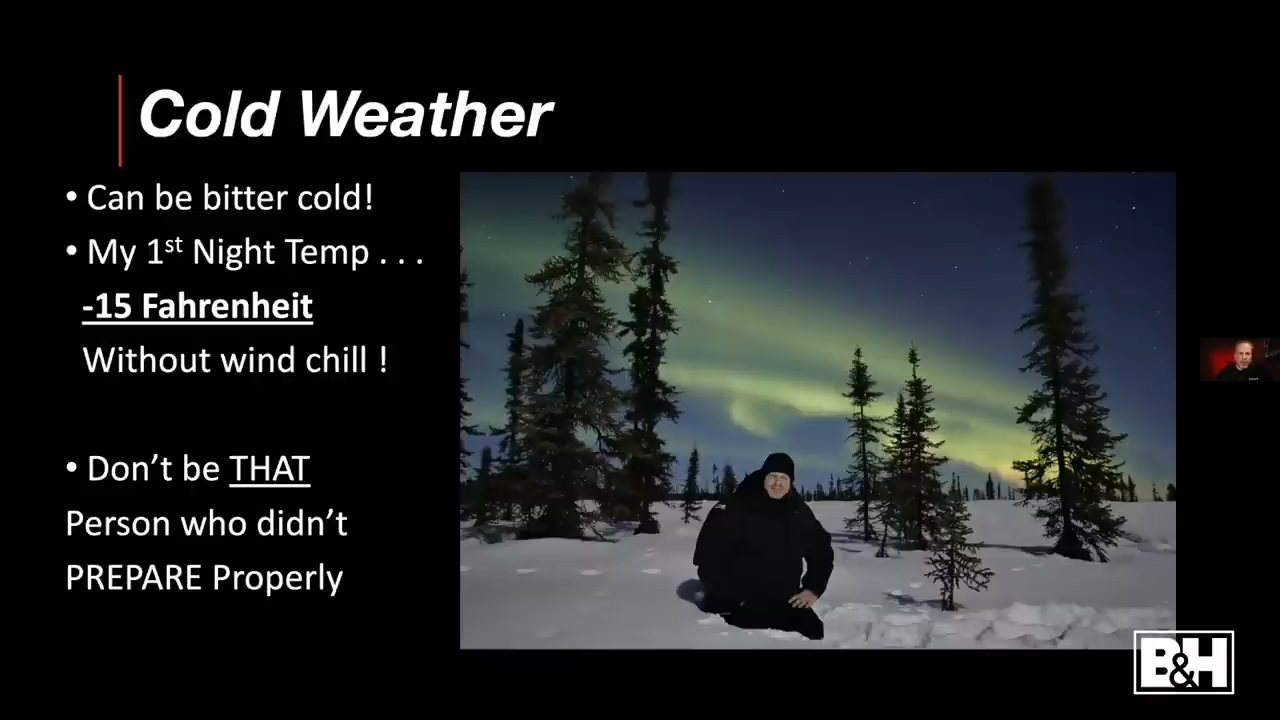 Cold Weather
• Can be bitter cold!
• My 1st Night Temp . . .
-15 Fahrenheit
Without wind chill !
• Don’t be THAT
Person who didn’t
PREPARE Properly
B&H